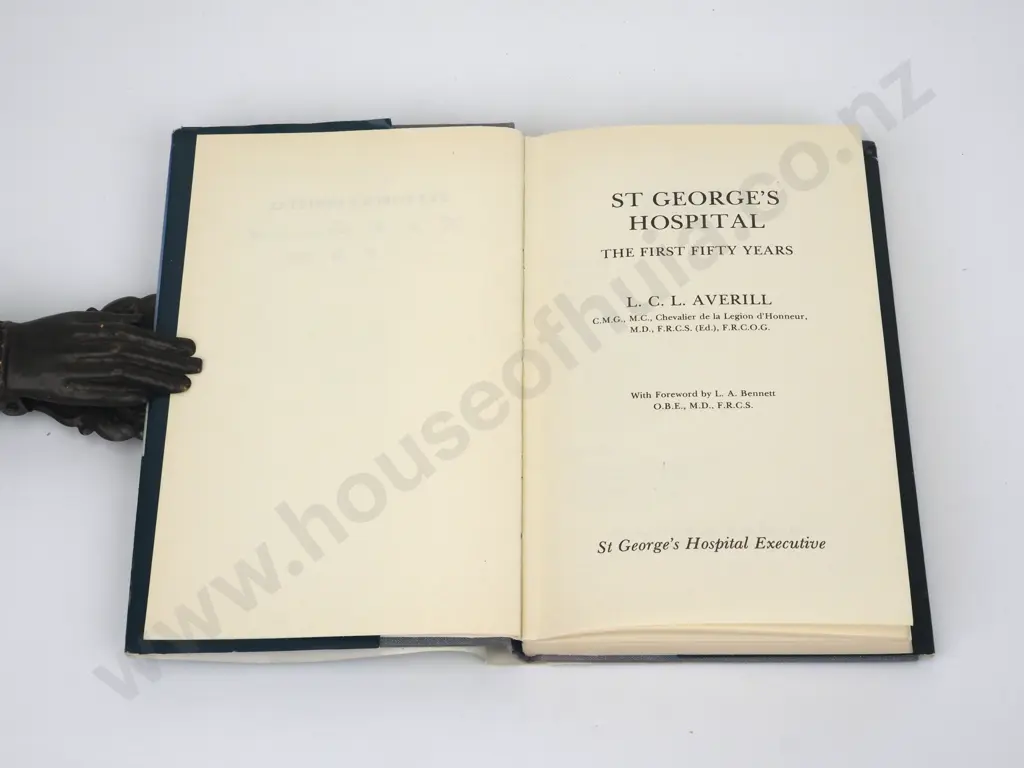 ST GEORGE'S
HOSPITAL
THE FIRST FIFTY YEARS
L. C. L. AVERILL
C.M.G., M.C., Chevalier de la Legion d'Honneur,
M.D., F.R.C.S. (Ed.), F.R.C.O.G.
With Foreword by L. A. Bennett
O.B.E., M.D., F.R.C.S.
St George's Hospital Executive
www.houseofhuia.co.nz